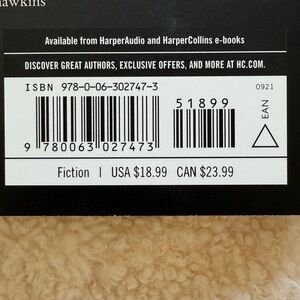 Hawkins
Available from HarperAudio and HarperCollins e-books
DISCOVER GREAT AUTHORS, EXCLUSIVE OFFERS, AND MORE AT HC.COM.
ISBN 978-0-06-302747-3
0921
51899
EAN
9 780063 027473
Fiction | USA $18.99 CAN $23.99